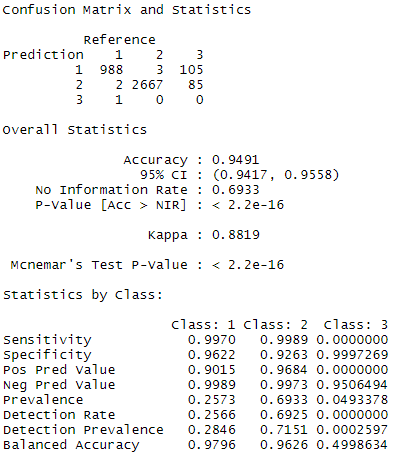 Confusion Matrix and Statistics
Reference
Prediction 1 2 3
1 988 3 105
2 2 2667 85
3 1 0 0
Overall Statistics
Accuracy : 0.9491
95% CI : (0.9417, 0.9558)
No Information Rate : 0.6933
P-Value [Acc > NIR] : < 2.2e-16
Kappa : 0.8819
Mcnemar's Test P-Value : < 2.2e-16
Statistics by Class:
Class: 1 Class: 2 Class: 3
Sensitivity 0.9970 0.9989 0.0000000
Specificity 0.9622 0.9263 0.9997269
Pos Pred Value 0.9015 0.9684 0.0000000
Neg Pred Value 0.9989 0.9973 0.9506494
Prevalence 0.2573 0.6933 0.0493378
Detection Rate 0.2566 0.6925 0.0000000
Detection Prevalence 0.2846 0.7151 0.0002597
Balanced Accuracy 0.9796 0.9626 0.4998634